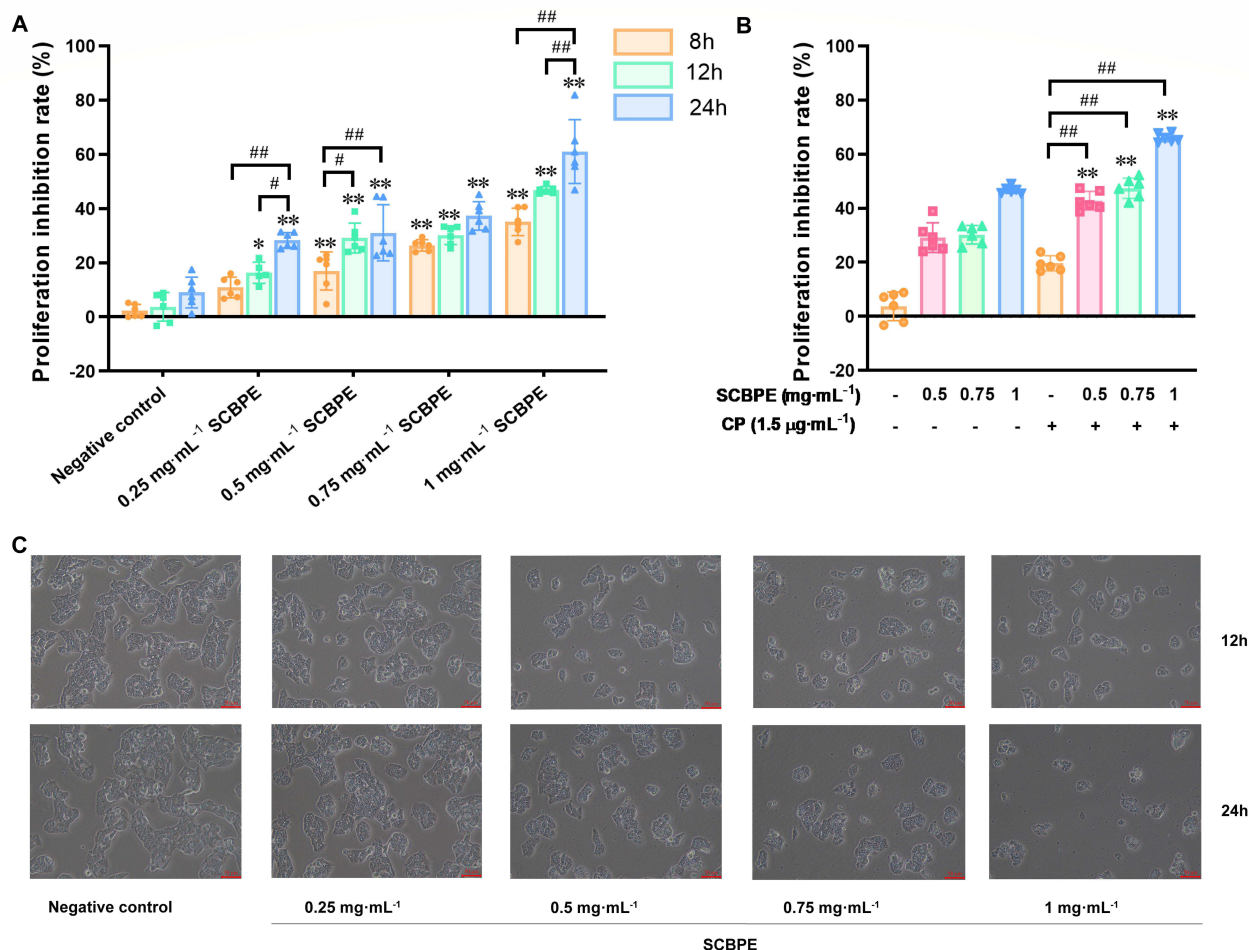 A
Proliferation inhibition rate (%)
100
80
60
40
20
0
-20
##
#
##
#
##
##
**
*
**
**
**
**
**
**
**
**
**
8h
12h
24h
Negative control
0.25 mg·mL⁻¹ SCBPE
0.5 mg·mL⁻¹ SCBPE
0.75 mg·mL⁻¹ SCBPE
1 mg·mL⁻¹ SCBPE
B
Proliferation inhibition rate (%)
100
80
60
40
20
0
-20
##
##
##
**
**
**
SCBPE (mg·mL⁻¹) - 0.5 0.75 1 - 0.5 0.75 1
CP (1.5 µg·mL⁻¹) - - - - + + + +
C
12h
24h
Negative control 0.25 mg·mL⁻¹ 0.5 mg·mL⁻¹ 0.75 mg·mL⁻¹ 1 mg·mL⁻¹
SCBPE